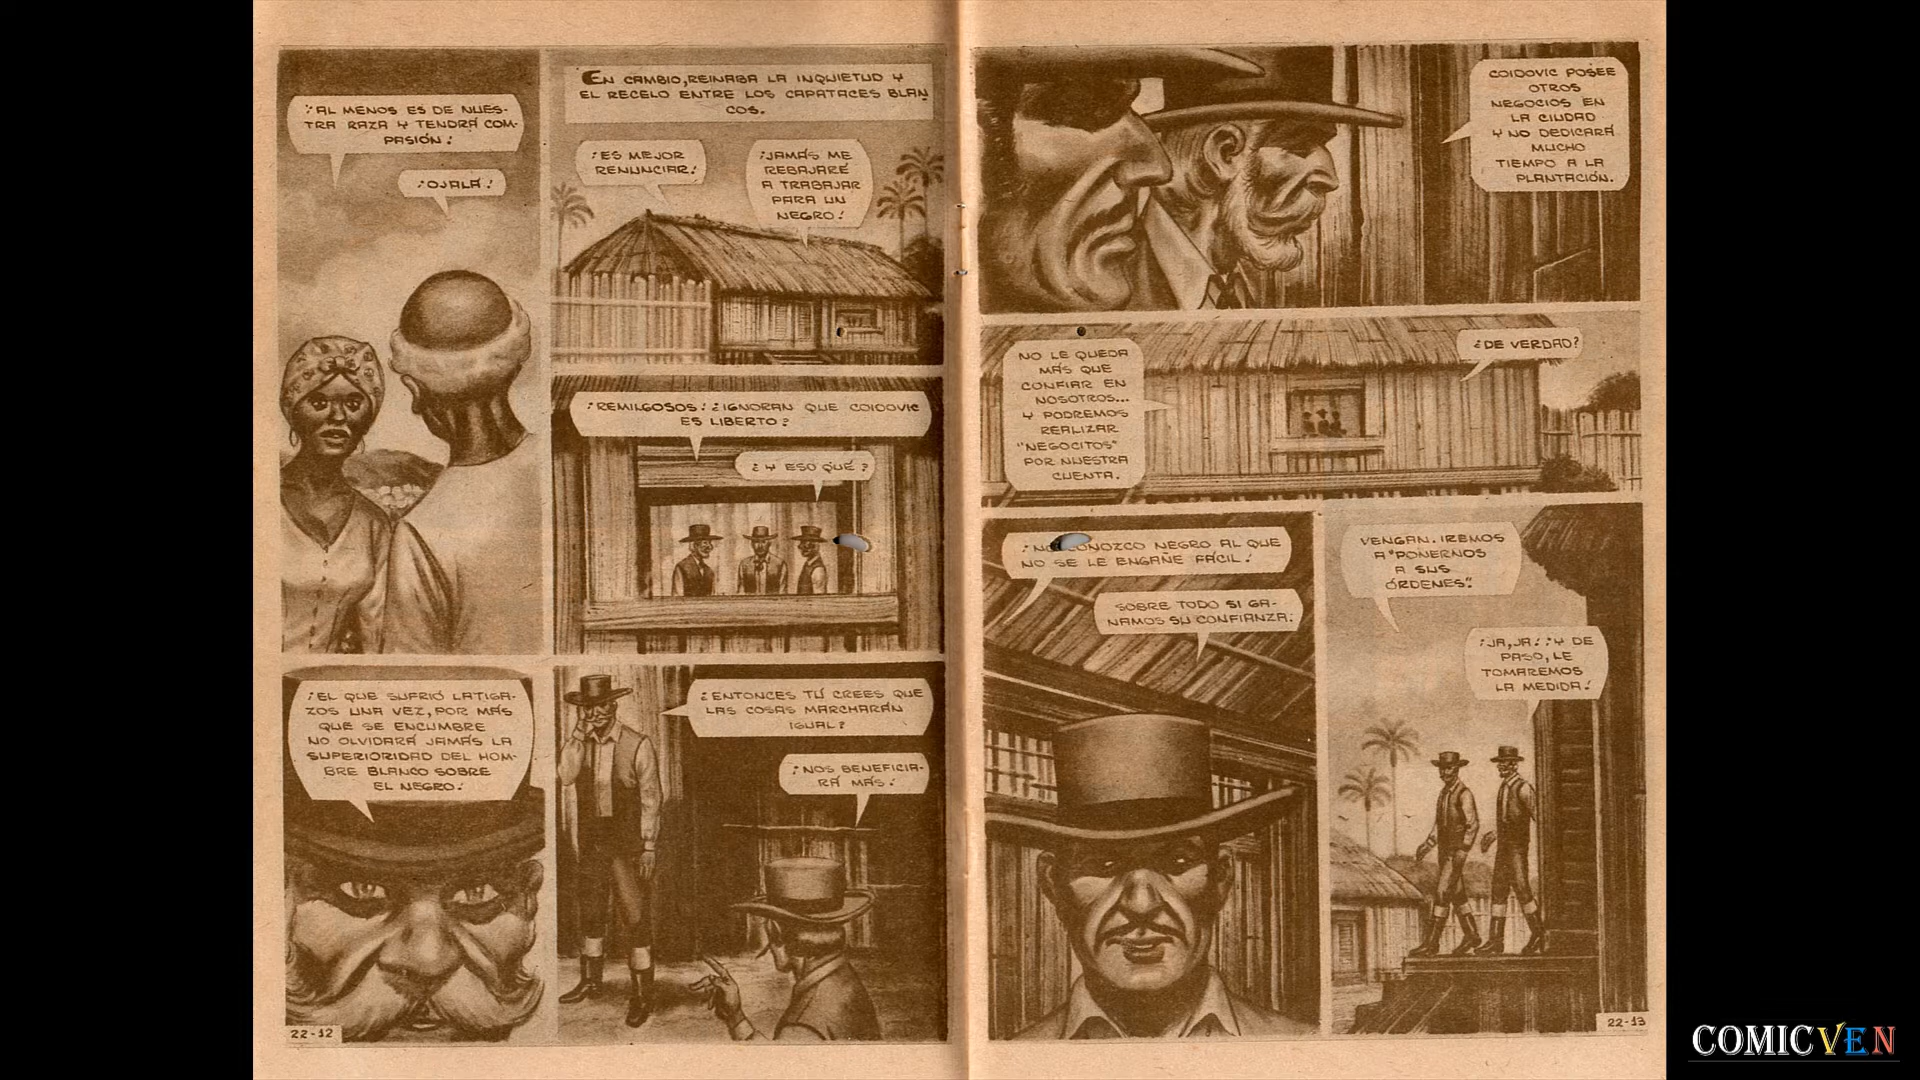 ¡AL MENOS ES DE NUES-
TRA RAZA Y TENDRÁ COM-
PASIÓN!
¡OJALÁ!
EN CAMBIO, REINABA LA INQUIETUD Y
EL RECELO ENTRE LOS CAPATACES BLAN
COS.
¡ES MEJOR
RENUNCIAR!
¡JAMÁS ME
REBAJARÉ
A TRABAJAR
PARA UN
NEGRO!
¡REMILGOSOS! ¿IGNORAN QUE COIDOVIC
ES LIBERTO?
¿Y ESO QUÉ?
¡EL QUE SUFRIÓ LATIGA-
ZOS UNA VEZ, POR MÁS
QUE SE ENCUMBRE
NO OLVIDARÁ JAMÁS LA
SUPERIORIDAD DEL HOM-
BRE BLANCO SOBRE
EL NEGRO!
¿ENTONCES TÚ CREES QUE
LAS COSAS MARCHARÁN
IGUAL?
¡NOS BENEFICIA-
RÁ MÁS!
22-12
COIDOVIC POSEE
OTROS
NEGOCIOS EN
LA CIUDAD
Y NO DEDICARÁ
MUCHO
TIEMPO A LA
PLANTACIÓN.
NO LE QUEDA
MÁS QUE
CONFIAR EN
NOSOTROS...
Y PODREMOS
REALIZAR
"NEGOCITOS"
POR NUESTRA
CUENTA.
¿DE VERDAD?
¡NO CONOZCO NEGRO AL QUE
NO SE LE ENGAÑE FÁCIL!
SOBRE TODO SI GA-
NAMOS SU CONFIANZA.
VENGAN. IREMOS
A "PONERNOS
A SUS
ÓRDENES".
¡JA, JA! ¡Y DE
PASO, LE
TOMAREMOS
LA MEDIDA!
22-13
COMICVEN